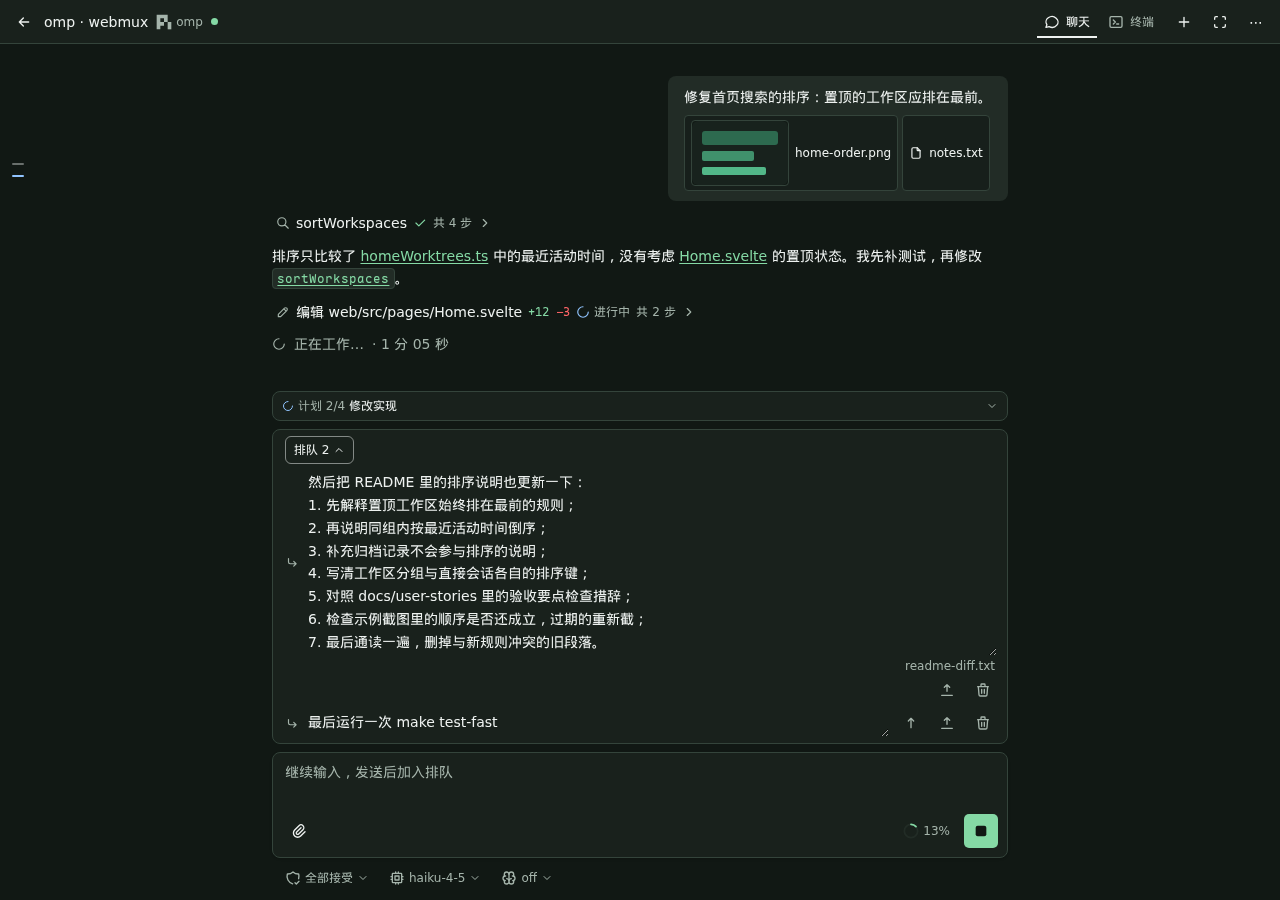 omp · webmux omp
聊天 终端
修复首页搜索的排序：置顶的工作区应排在最前。
home-order.png notes.txt
sortWorkspaces 共 4 步
排序只比较了 homeWorktrees.ts 中的最近活动时间，没有考虑 Home.svelte 的置顶状态。我先补测试，再修改
sortWorkspaces。
编辑 web/src/pages/Home.svelte +12 −3 进行中 共 2 步
正在工作… · 1 分 05 秒
计划 2/4 修改实现
排队 2
然后把 README 里的排序说明也更新一下：
1. 先解释置顶工作区始终排在最前的规则；
2. 再说明同组内按最近活动时间倒序；
3. 补充归档记录不会参与排序的说明；
4. 写清工作区分组与直接会话各自的排序键；
5. 对照 docs/user-stories 里的验收要点检查措辞；
6. 检查示例截图里的顺序是否还成立，过期的重新截；
7. 最后通读一遍，删掉与新规则冲突的旧段落。
readme-diff.txt
最后运行一次 make test-fast
继续输入，发送后加入排队
13%
全部接受 haiku-4-5 off